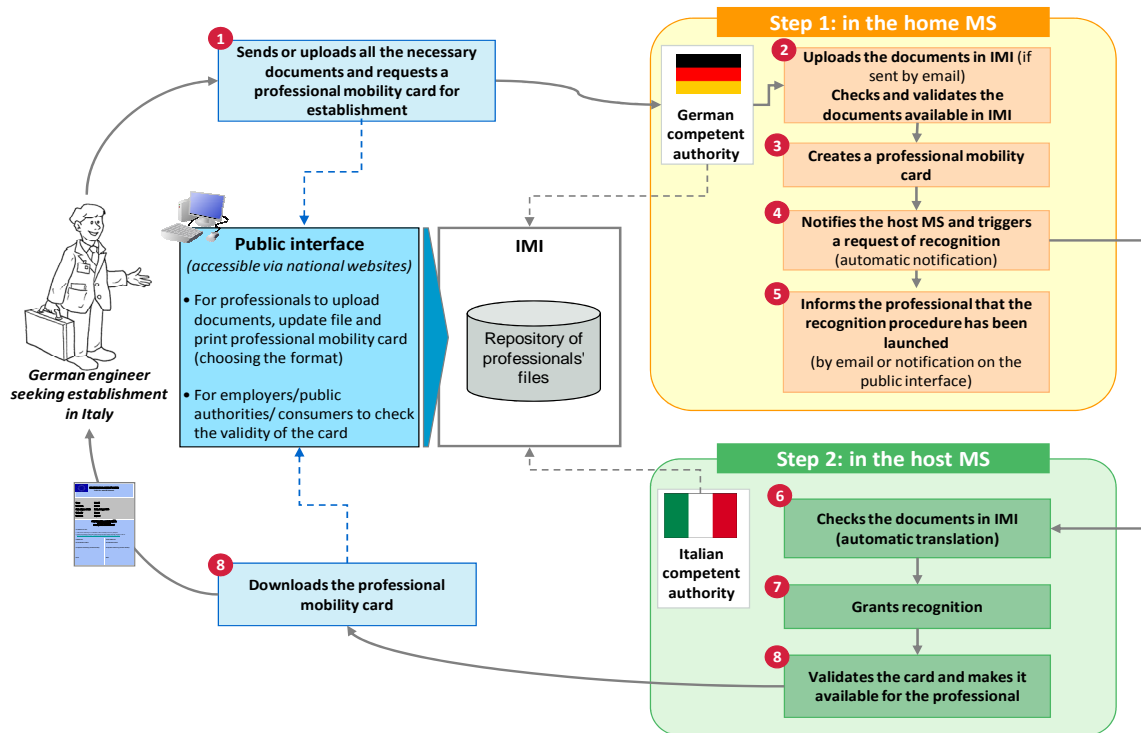 1
Sends or uploads all the necessary
documents and requests a
professional mobility card for
establishment
Step 1: in the home MS
German
competent
authority
2
Uploads the documents in IMI (if
sent by email)
Checks and validates the
documents available in IMI
3
Creates a professional mobility
card
4
Notifies the host MS and triggers
a request of recognition
(automatic notification)
5
Informs the professional that the
recognition procedure has been
launched
(by email or notification on the
public interface)
Public interface
(accessible via national websites)
• For professionals to upload
documents, update file and
print professional mobility card
(choosing the format)
• For employers/public
authorities/ consumers to check
the validity of the card
IMI
Repository of
professionals'
files
German engineer
seeking establishment
in Italy
Step 2: in the host MS
Italian
competent
authority
6
Checks the documents in IMI
(automatic translation)
7
Grants recognition
8
Validates the card and makes it
available for the professional
8
Downloads the professional
mobility card